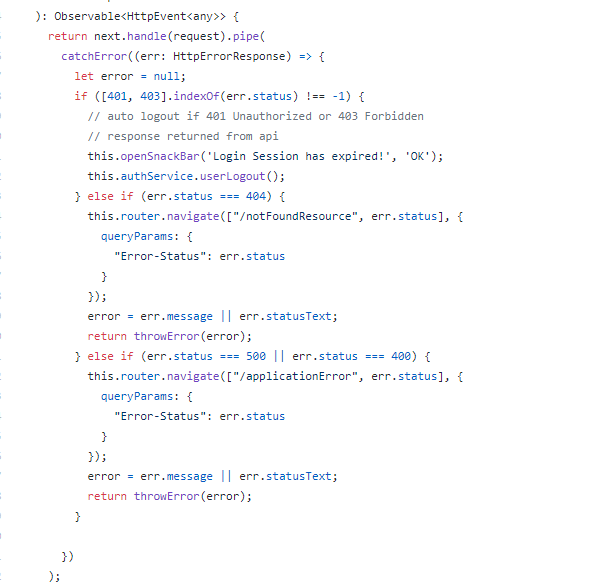 ): Observable<HttpEvent<any>> {
return next.handle(request).pipe(
catchError((err: HttpErrorResponse) => {
let error = null;
if ([401, 403].indexOf(err.status) !== -1) {
// auto logout if 401 Unauthorized or 403 Forbidden
// response returned from api
this.openSnackBar('Login Session has expired!', 'OK');
this.authService.userLogout();
} else if (err.status === 404) {
this.router.navigate(["/notFoundResource", err.status], {
queryParams: {
"Error-Status": err.status
}
});
error = err.message || err.statusText;
return throwError(error);
} else if (err.status === 500 || err.status === 400) {
this.router.navigate(["/applicationError", err.status], {
queryParams: {
"Error-Status": err.status
}
});
error = err.message || err.statusText;
return throwError(error);
}
})
);